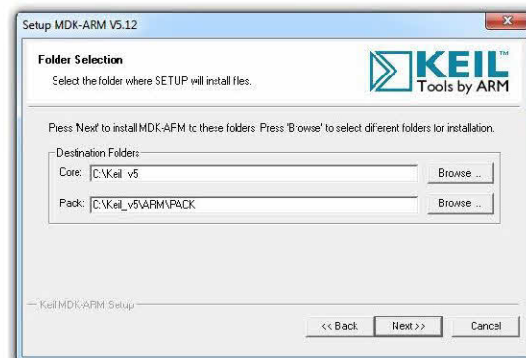 Setup MDK-ARM V5.12
Folder Selection
Select the folder where SETUP will install files.
KEIL™
Tools by ARM
Press 'Next' to install MDK-ARM to these folders. Press 'Browse' to select different folders for installation.
Destination Folders
Core: C:\Keil_v5 Browse ...
Pack: C:\Keil_v5\ARM\PACK Browse ...
Keil MDK-ARM Setup
<< Back Next >> Cancel